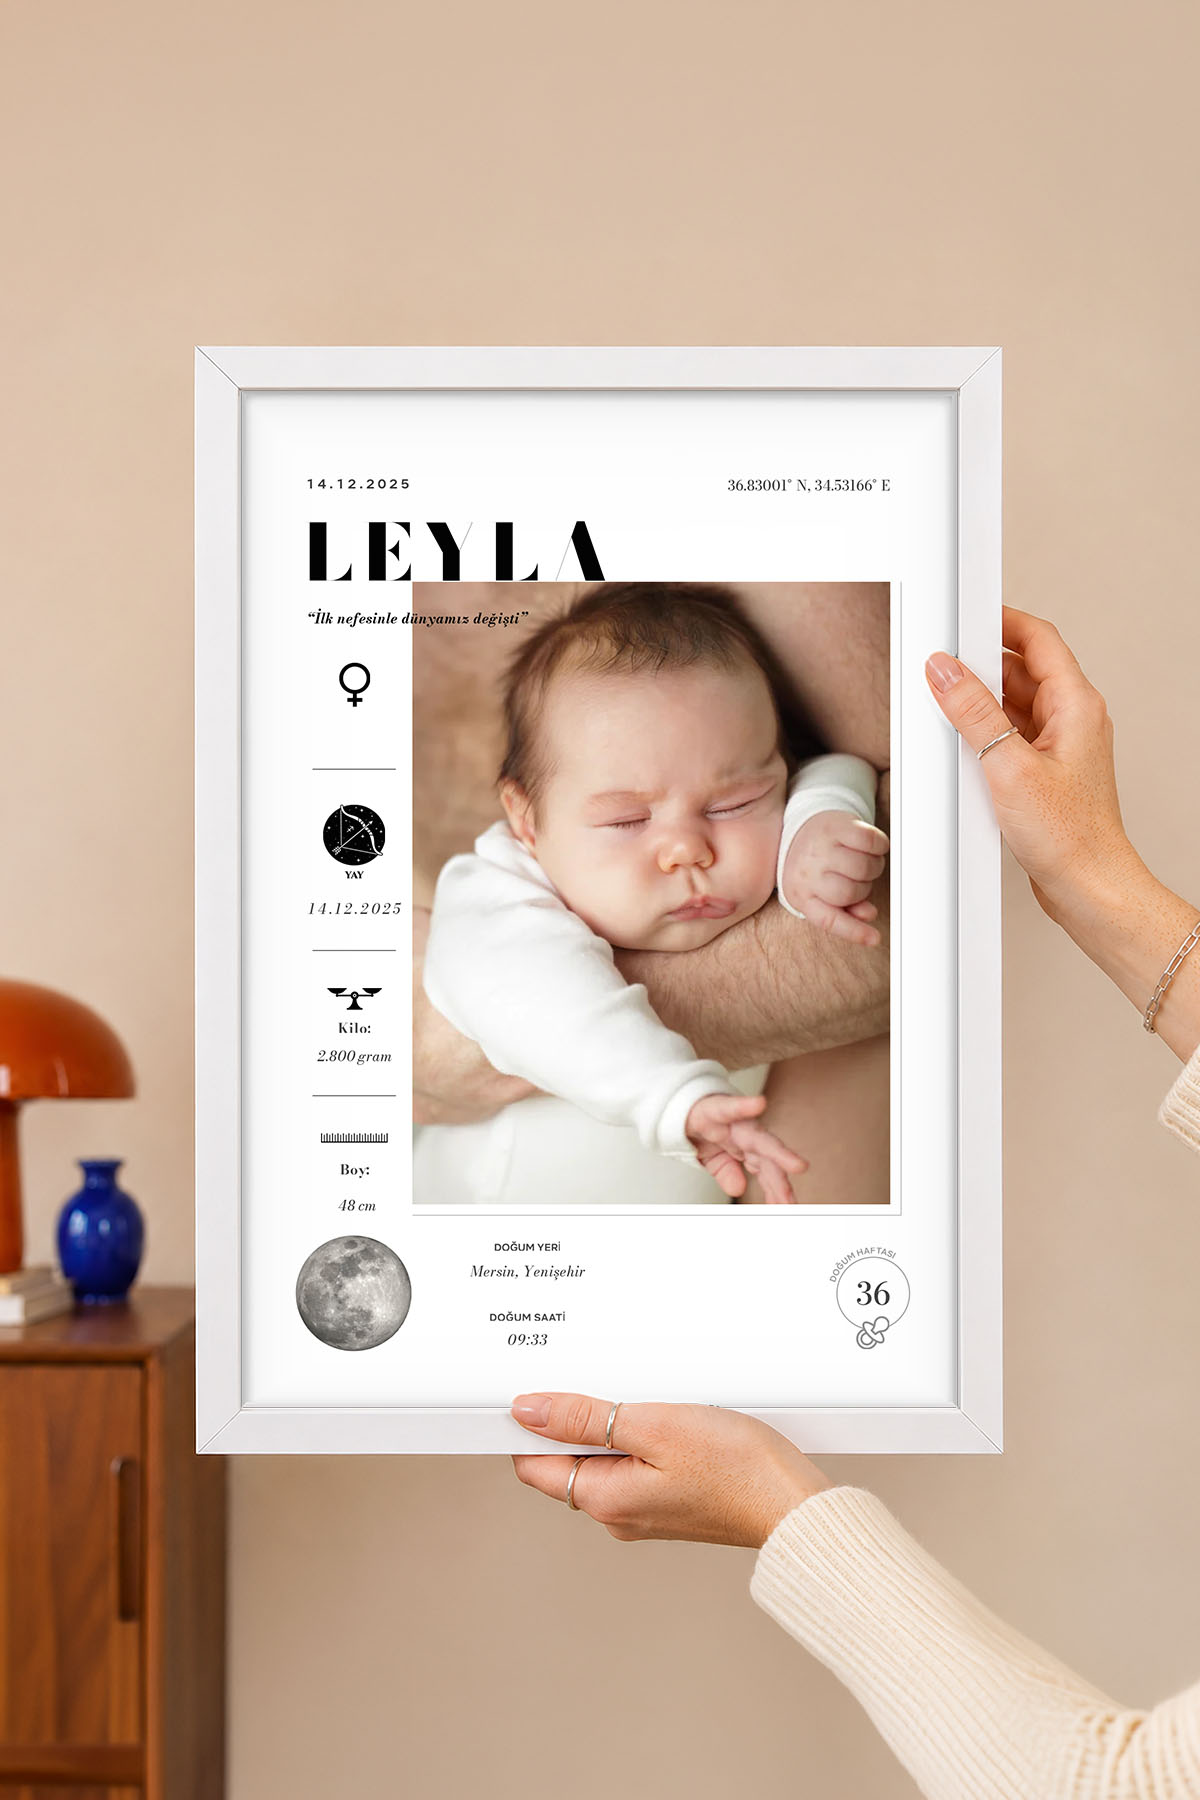 14.12.2025
36.83001° N, 34.53166° E
LEYLA
“İlk nefesinle dünyamız değişti”
YAY
14.12.2025
Kilo:
2.800 gram
Boy:
48 cm
DOĞUM YERİ
Mersin, Yenişehir
DOĞUM SAATİ
09:33
DOĞUM HAFTASI
36